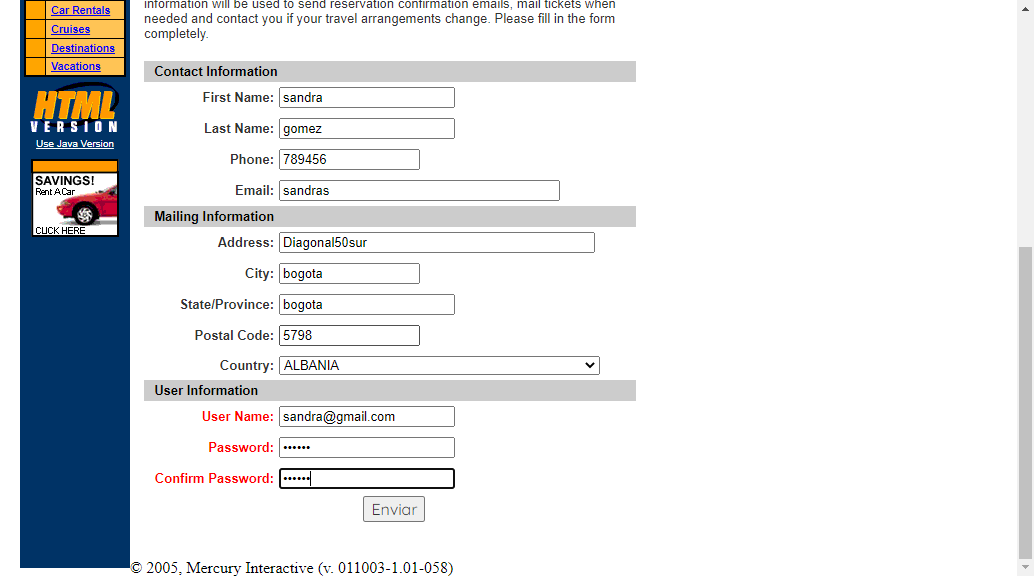 Car Rentals
Cruises
Destinations
Vacations
HTML
VERSION
Use Java Version
SAVINGS!
Rent A Car
CLICK HERE
information will be used to send reservation confirmation emails, mail tickets when
needed and contact you if your travel arrangements change. Please fill in the form
completely.
Contact Information
First Name: sandra
Last Name: gomez
Phone: 789456
Email: sandras
Mailing Information
Address: Diagonal50sur
City: bogota
State/Province: bogota
Postal Code: 5798
Country: ALBANIA
User Information
User Name: sandra@gmail.com
Password: ••••••
Confirm Password: ••••••
Enviar
© 2005, Mercury Interactive (v. 011003-1.01-058)